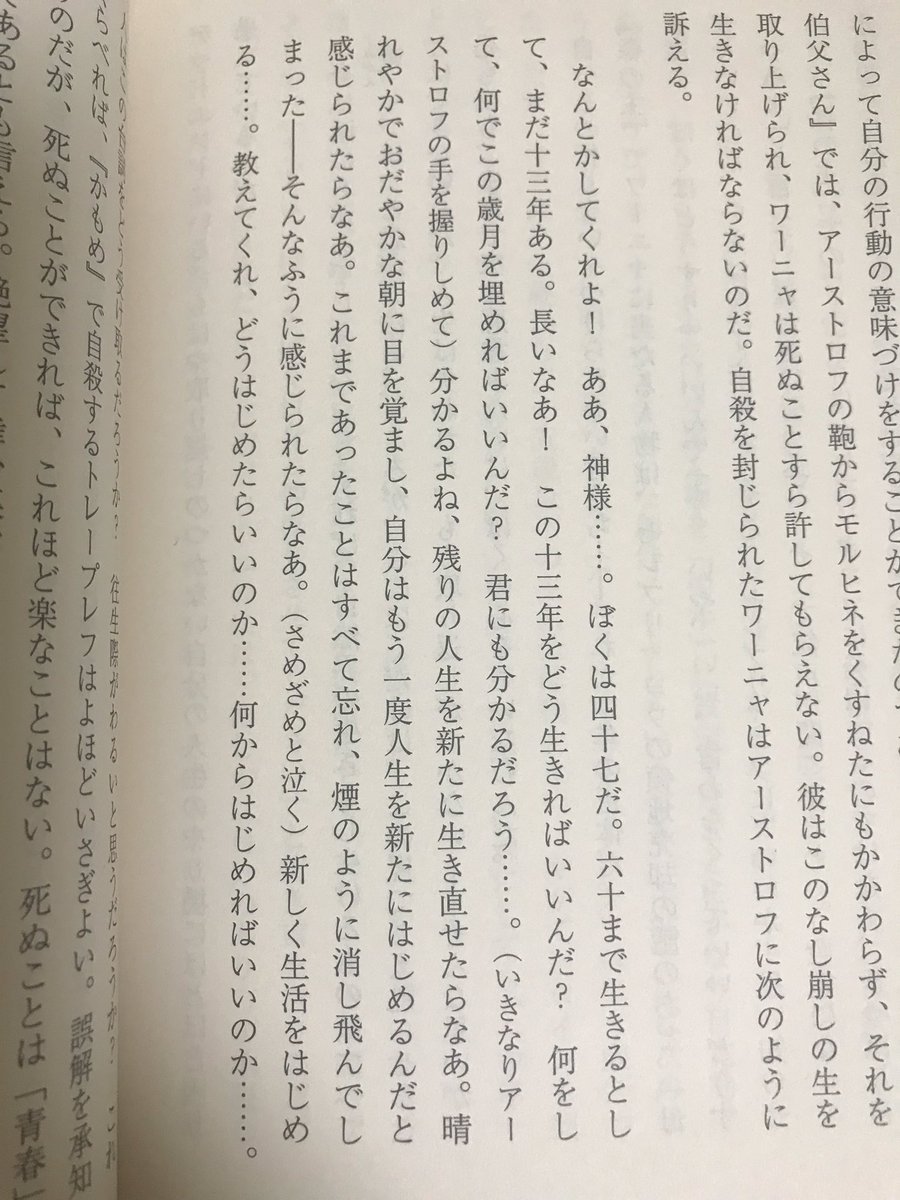 によって自分の行動の意味づけをすることができたの
伯父さん』では、アーストロフの鞄からモルヒネをくすねたにもかかわらず、それを
取り上げられ、ワーニャは死ぬことすら許してもらえない。彼はこのなし崩しの生を
生きなければならないのだ。自殺を封じられたワーニャはアーストロフに次のように
訴える。
なんとかしてくれよ！　ああ、神様……。ぼくは四十七だ。六十まで生きるとし
て、まだ十三年ある。長いなあ！　この十三年をどう生きればいいんだ？　何をし
て、何でこの歳月を埋めればいいんだ？　君にも分かるだろう……。（いきなりアー
ストロフの手を握りしめて）分かるよね、残りの人生を新たに生き直せたらなあ。晴
れやかでおだやかな朝に目を覚まし、自分はもう一度人生を新たにはじめるんだと
感じられたらなあ。これまであったことはすべて忘れ、煙のように消し飛んでし
まった――そんなふうに感じられたらなあ。（さめざめと泣く）新しく生活をはじめ
る……。教えてくれ、どうはじめたらいいのか……何からはじめればいいのか……。
受け取るだろうか？　往生際がわるいと思うだろうか？　これ
らべれば、『かもめ』で自殺するトレープレフはよほどいさぎよい。誤解を承知
のだが、死ぬことができれば、これほど楽なことはない。死ぬことは「青春」